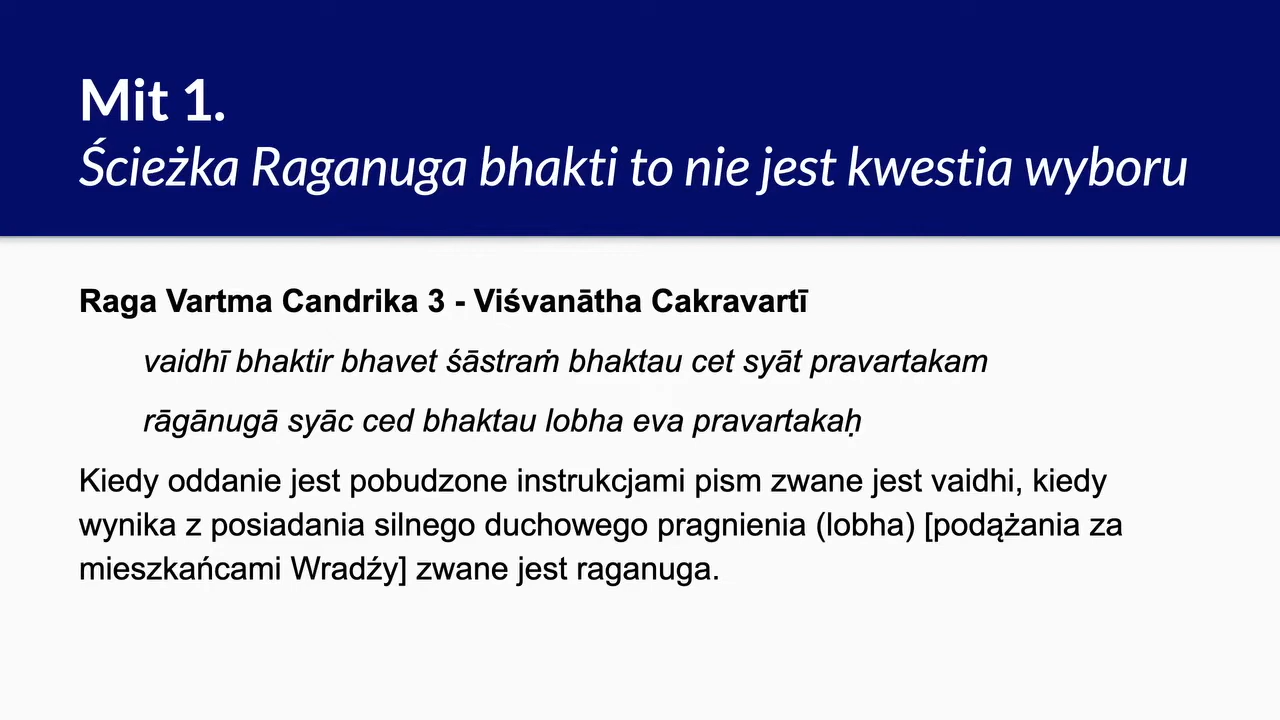 Mit 1.
Ścieżka Raganuga bhakti to nie jest kwestia wyboru
Raga Vartma Candrika 3 - Viśvanātha Cakravartī
vaidhī bhaktir bhavet śāstraṁ bhaktau cet syāt pravartakam
rāgānugā syāc ced bhaktau lobha eva pravartakaḥ
Kiedy oddanie jest pobudzone instrukcjami pism zwane jest vaidhi, kiedy
wynika z posiadania silnego duchowego pragnienia (lobha) [podążania za
mieszkańcami Wradźy] zwane jest raganuga.